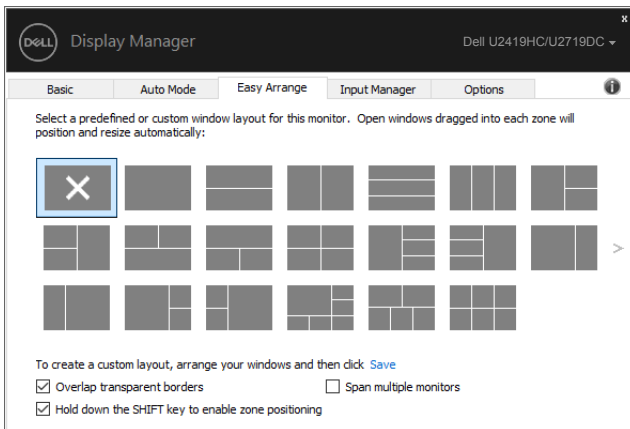 x
DELL Display Manager Dell U2419HC/U2719DC
Basic Auto Mode Easy Arrange Input Manager Options i
Select a predefined or custom window layout for this monitor. Open windows dragged into each zone will
position and resize automatically:
>
To create a custom layout, arrange your windows and then click Save
Overlap transparent borders Span multiple monitors
Hold down the SHIFT key to enable zone positioning